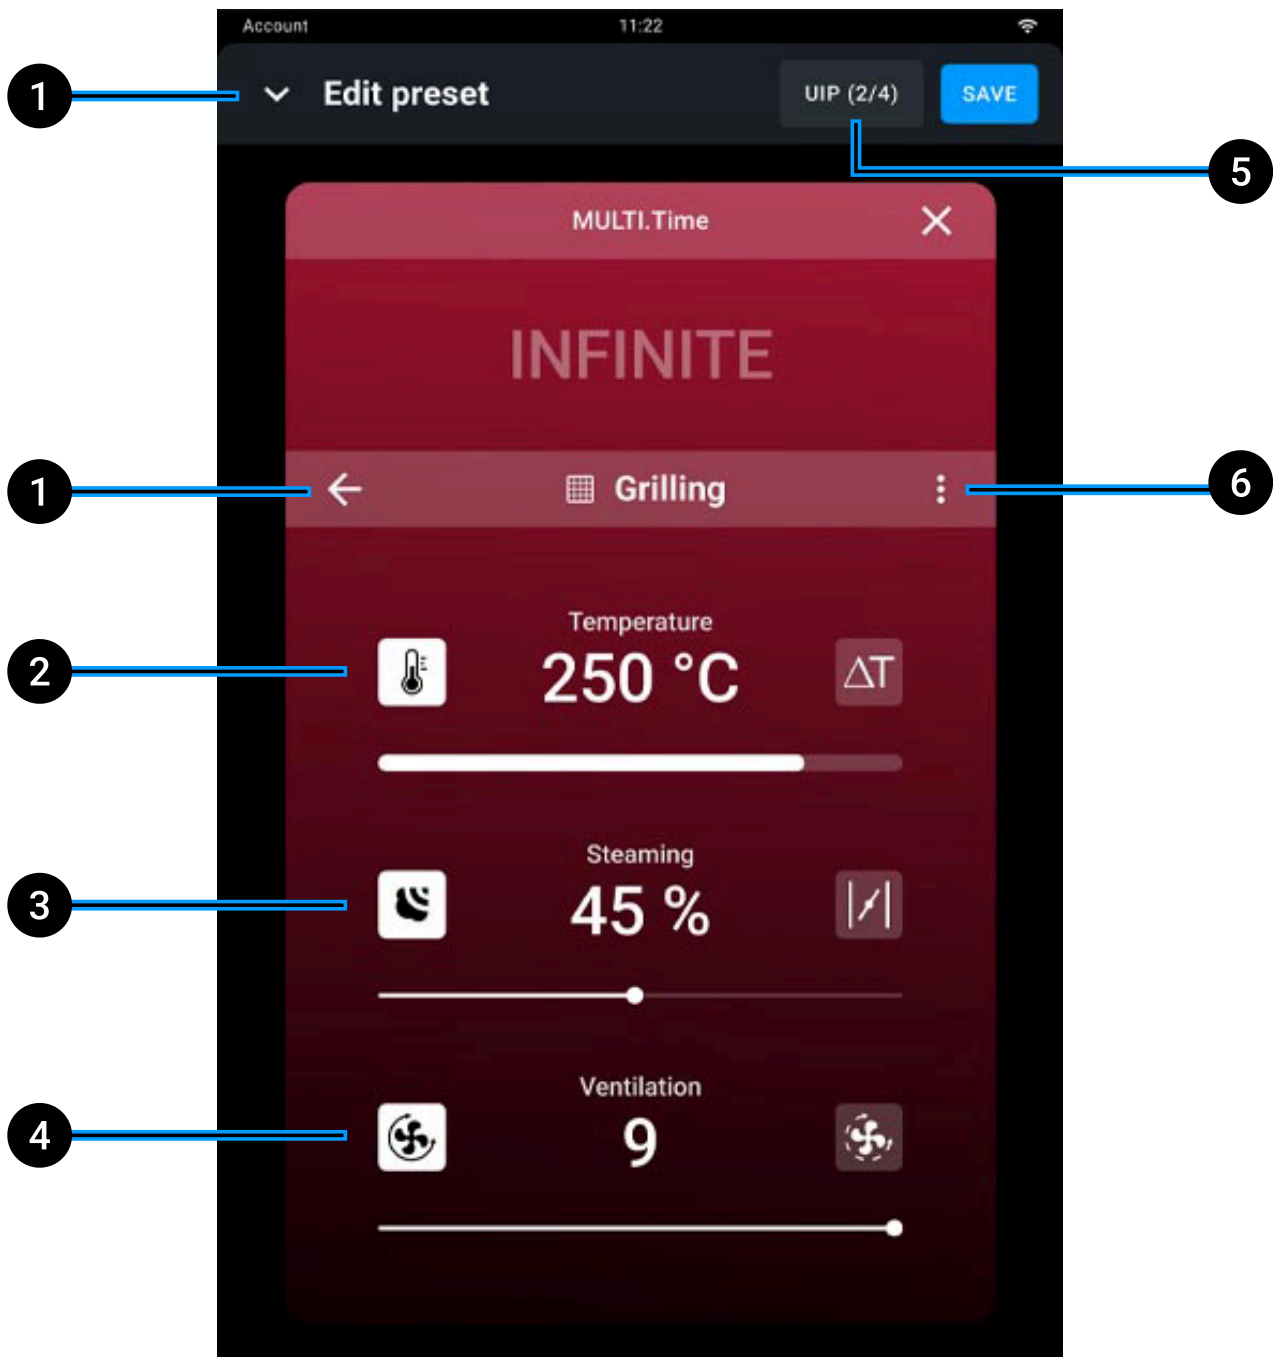 Account 11:22
1 Edit preset UIP (2/4) SAVE
5
MULTI.Time
INFINITE
1 Grilling 6
Temperature
2 250 °C ΔT
Steaming
3 45 %
Ventilation
4 9